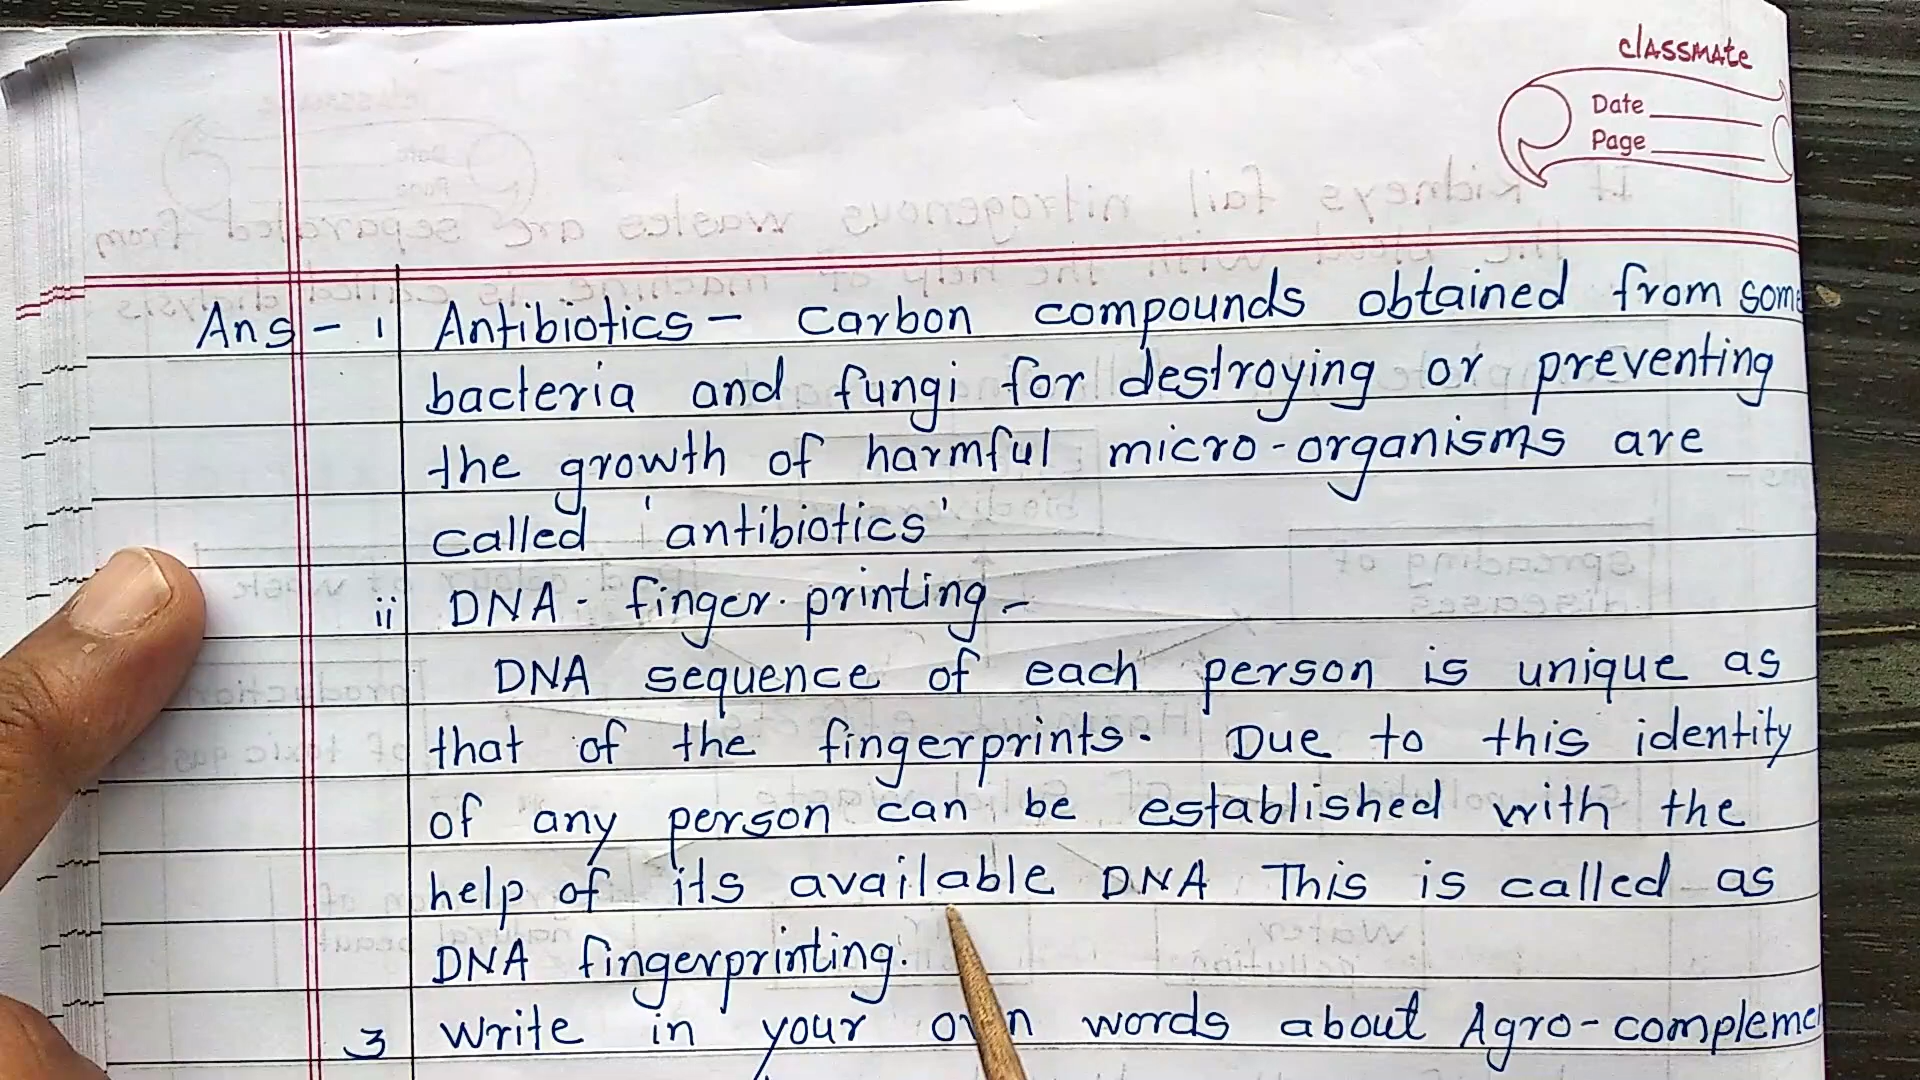 classmate
Date
Page
Ans - i Antibiotics - carbon compounds obtained from some
bacteria and fungi for destroying or preventing
the growth of harmful micro-organisms are
called 'antibiotics'
ii DNA - finger-printing -
DNA sequence of each person is unique as
that of the fingerprints. Due to this identity
of any person can be established with the
help of its available DNA This is called as
DNA fingerprinting.
3 Write in your own words about Agro-compleme